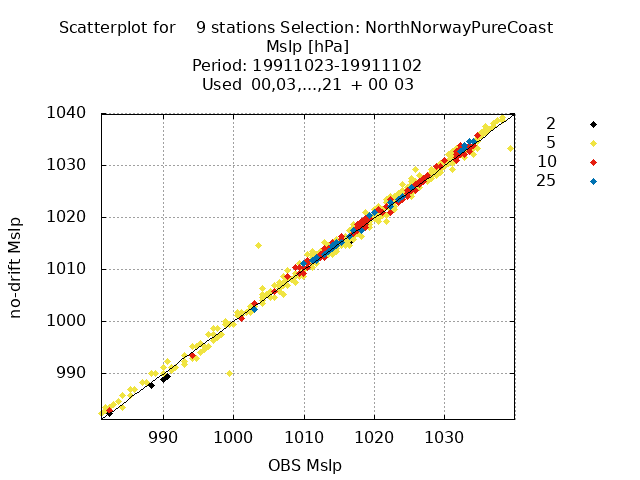 Scatterplot for 9 stations Selection: NorthNorwayPureCoast
Mslp [hPa]
Period: 19911023-19911102
Used 00,03,...,21 + 00 03
1040
1030
1020
1010
1000
990
no-drift Mslp
990 1000 1010 1020 1030
OBS Mslp
2
5
10
25